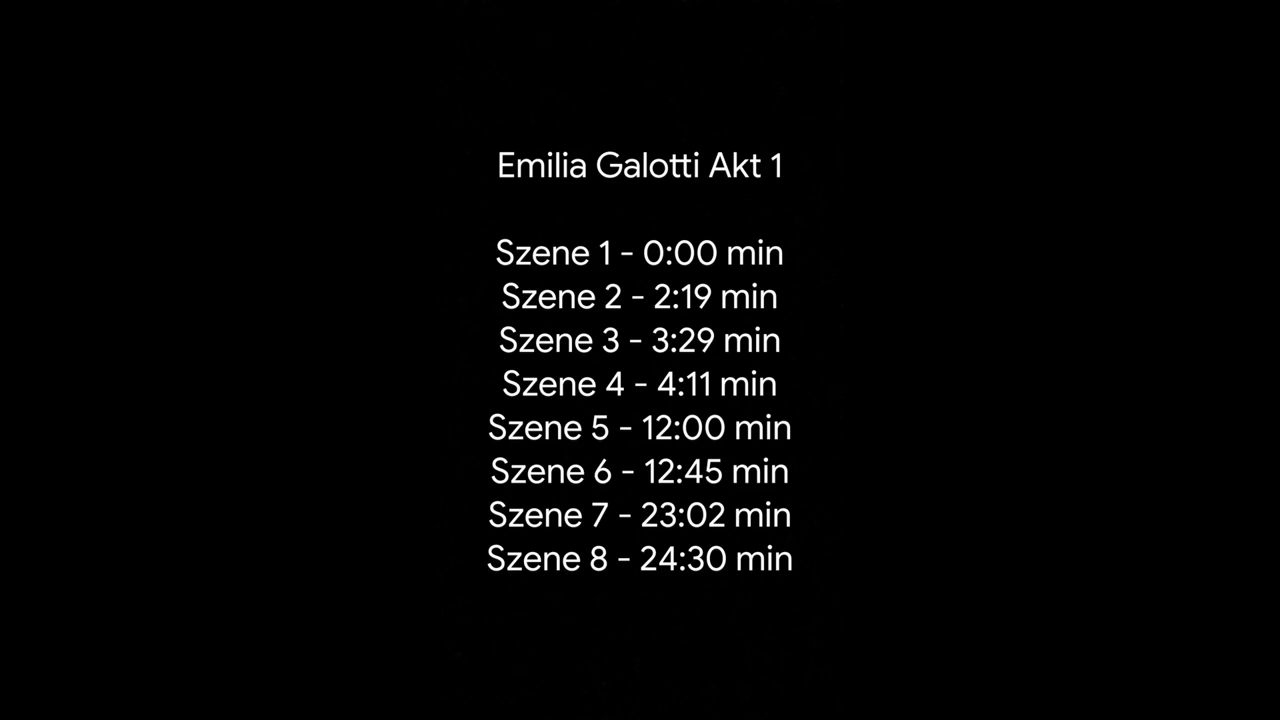 Emilia Galotti Akt 1
Szene 1 - 0:00 min
Szene 2 - 2:19 min
Szene 3 - 3:29 min
Szene 4 - 4:11 min
Szene 5 - 12:00 min
Szene 6 - 12:45 min
Szene 7 - 23:02 min
Szene 8 - 24:30 min